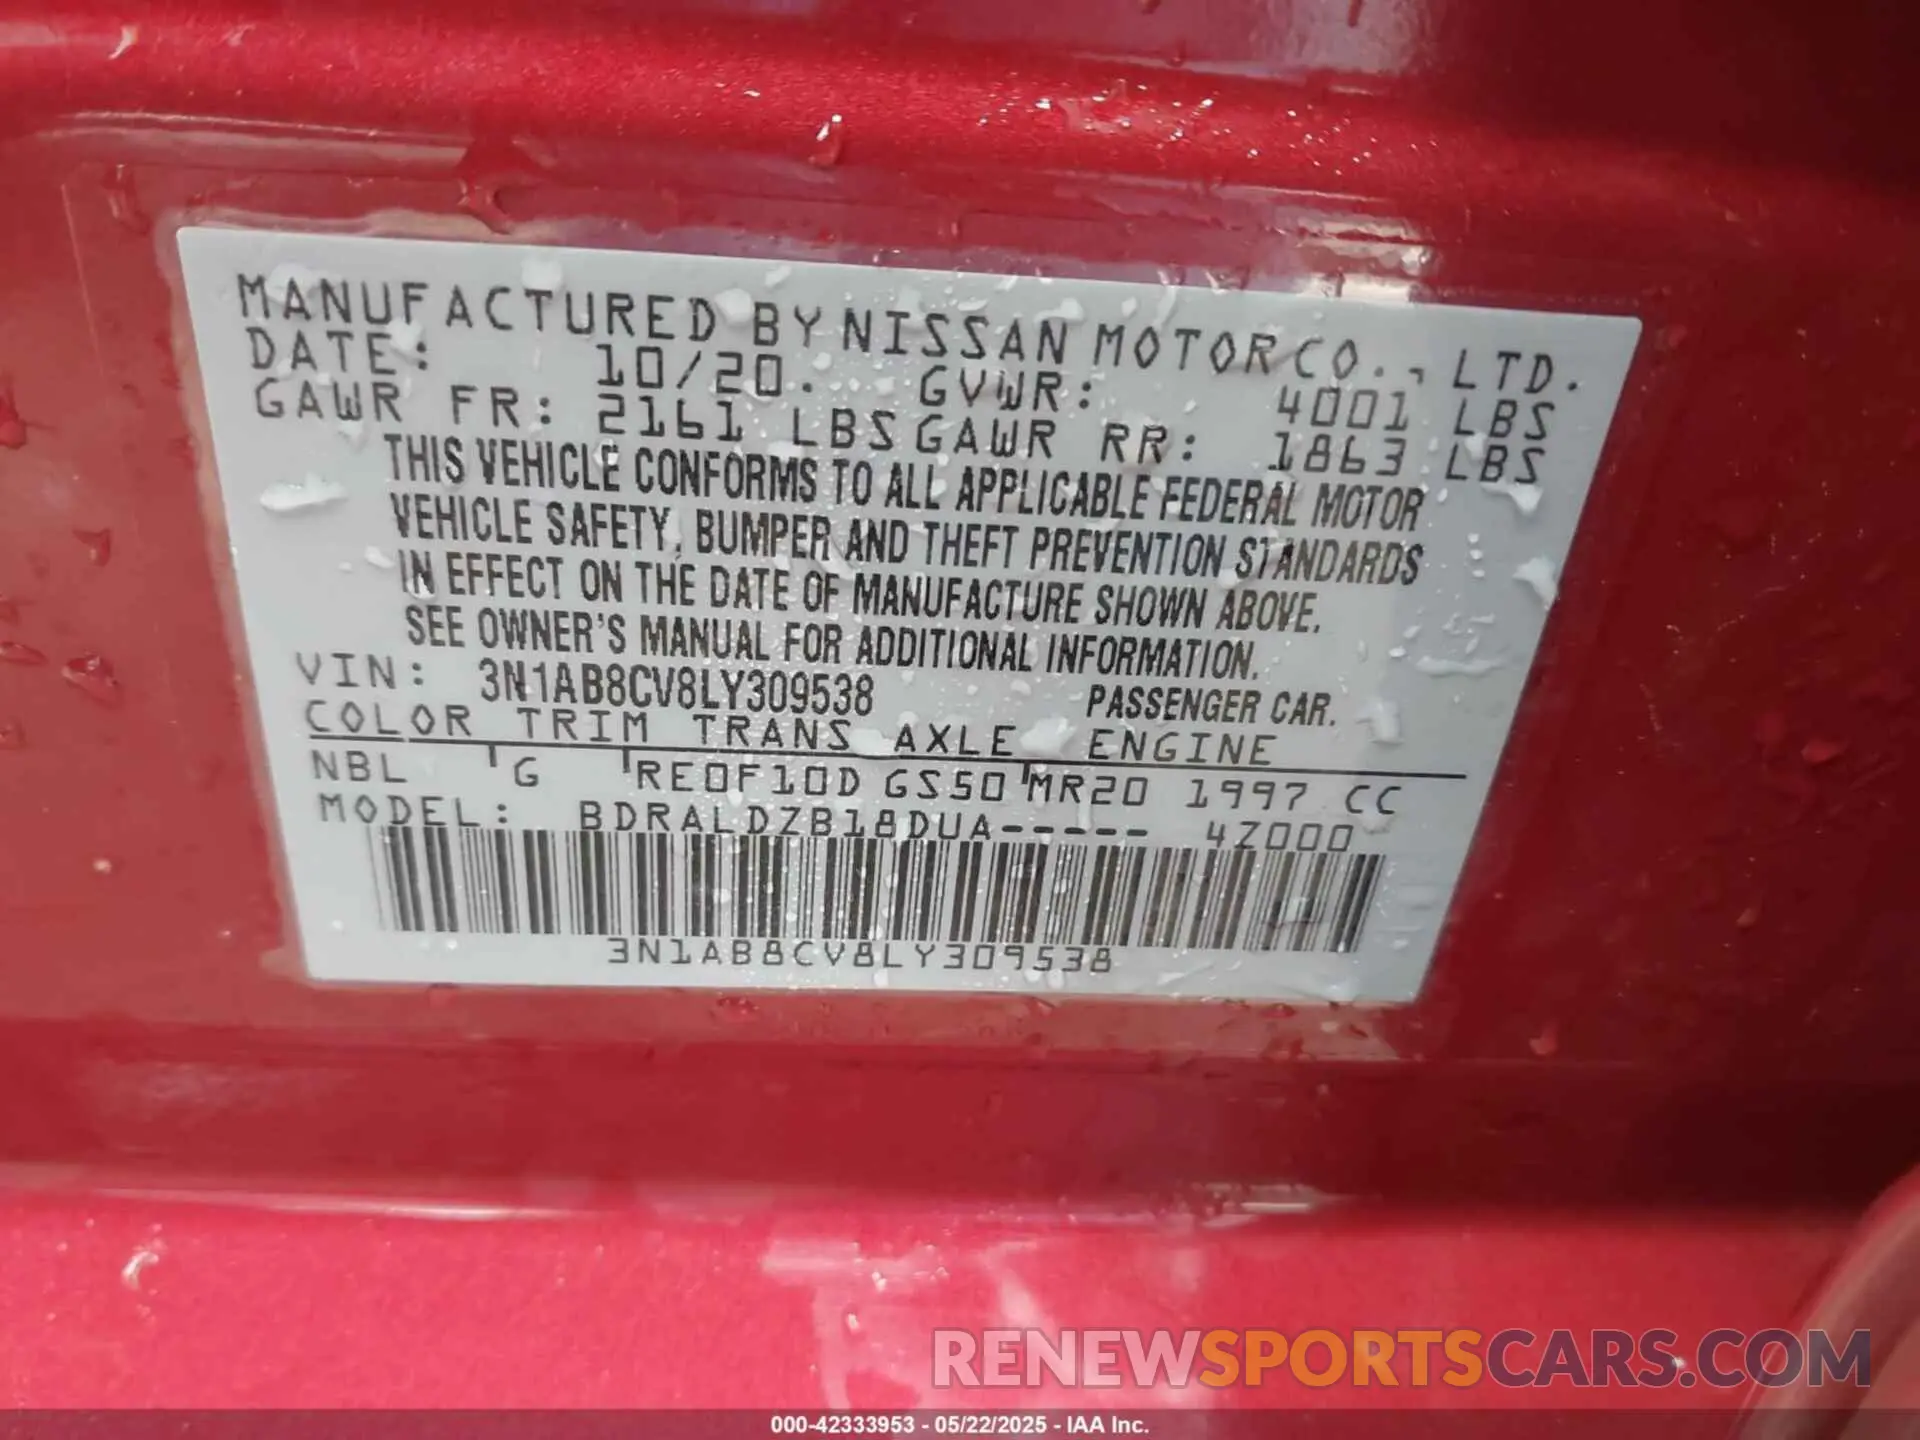 MANUFACTURED BY NISSAN MOTOR CO., LTD.
DATE: 10/20. GVWR: 4001 LBS
GAWR FR: 2161 LBS GAWR RR: 1863 LBS
THIS VEHICLE CONFORMS TO ALL APPLICABLE FEDERAL MOTOR
VEHICLE SAFETY, BUMPER AND THEFT PREVENTION STANDARDS
IN EFFECT ON THE DATE OF MANUFACTURE SHOWN ABOVE.
SEE OWNER'S MANUAL FOR ADDITIONAL INFORMATION.
VIN: 3N1AB8CV8LY309538 PASSENGER CAR.
COLOR TRIM TRANS AXLE ENGINE
NBL G RE0F10D GS50 MR20 1997 CC
MODEL: BDRALDZB18DUA----- 4Z000
3N1AB8CV8LY309538
RENEWSPORTSCARS.COM
000-42333953 - 05/22/2025 - IAA Inc.